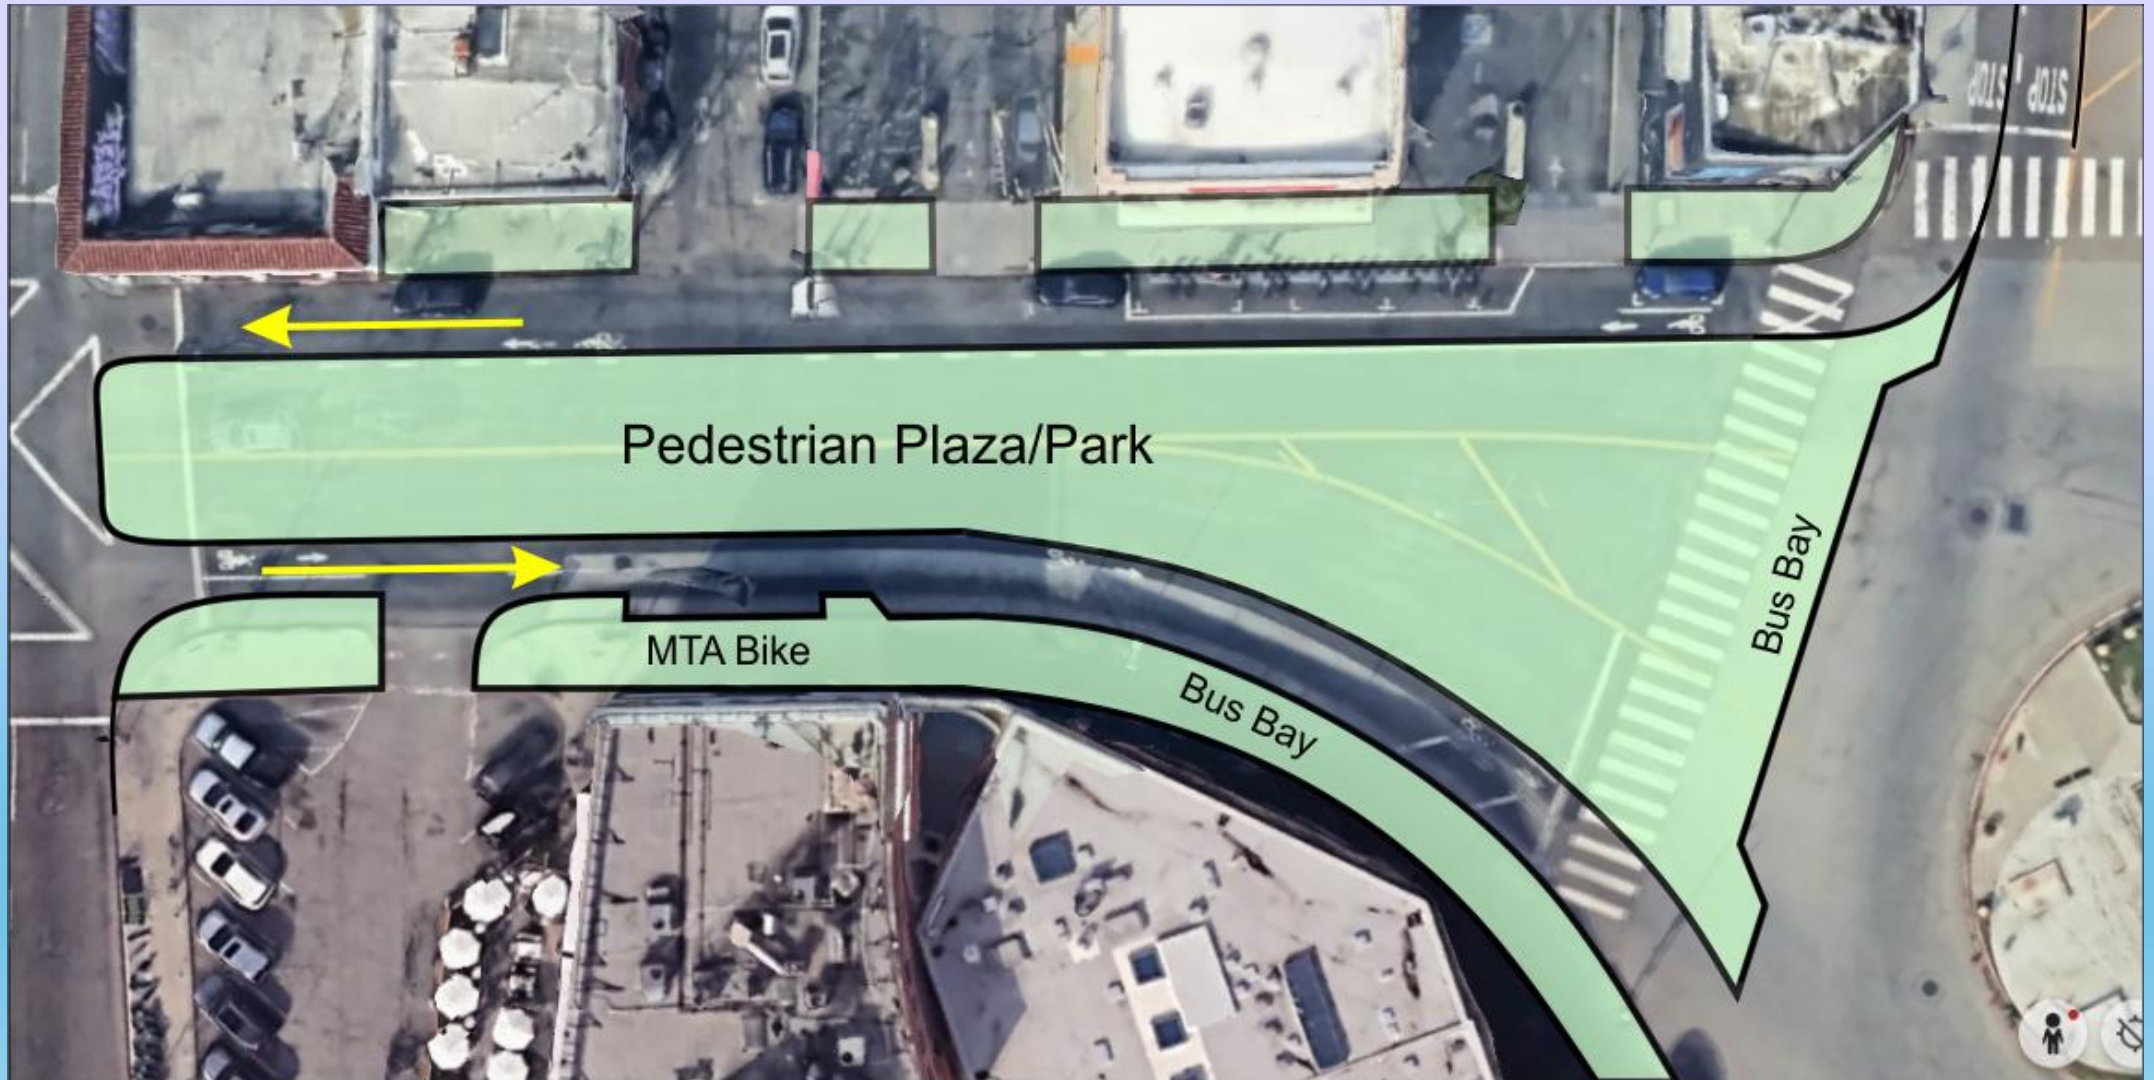 STOP
STOP
Pedestrian Plaza/Park
Bus Bay
MTA Bike
Bus Bay